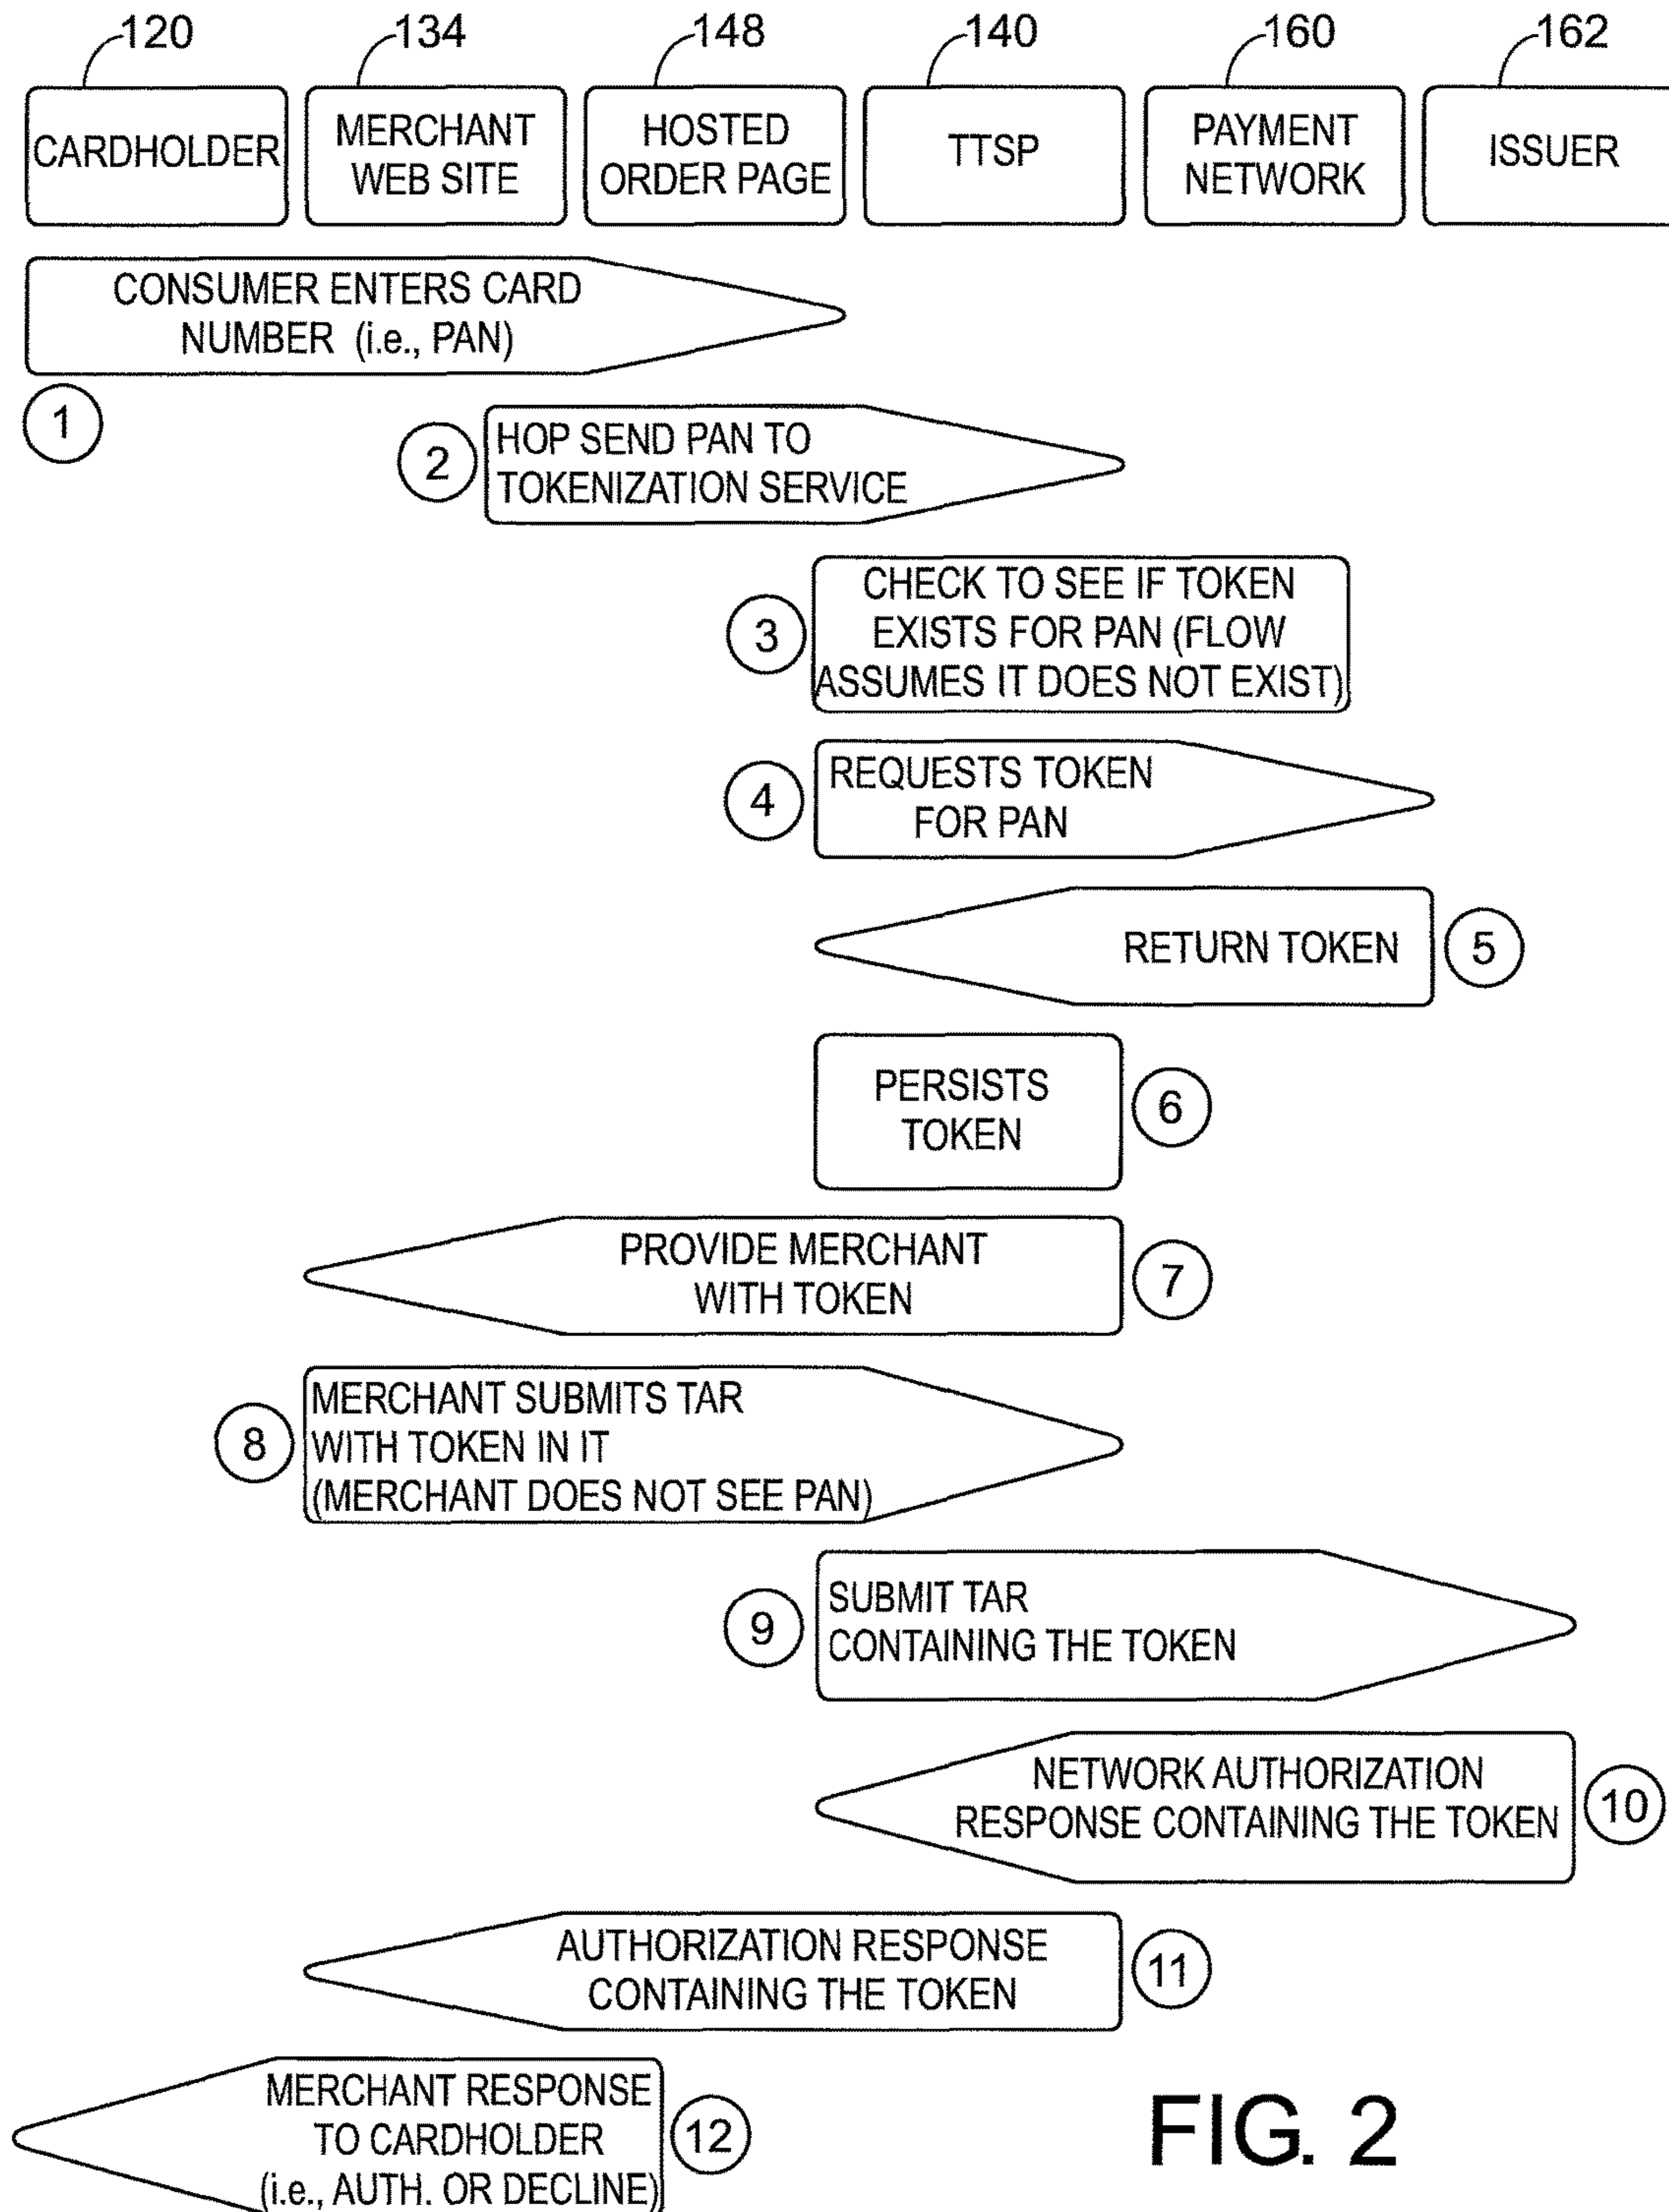 120 134 148 140 160 162
CARDHOLDER
MERCHANT
WEB SITE
HOSTED
ORDER PAGE
TTSP
PAYMENT
NETWORK
ISSUER
CONSUMER ENTERS CARD
NUMBER (i.e., PAN)
1
2
HOP SEND PAN TO
TOKENIZATION SERVICE
3
CHECK TO SEE IF TOKEN
EXISTS FOR PAN (FLOW
ASSUMES IT DOES NOT EXIST)
4
REQUESTS TOKEN
FOR PAN
RETURN TOKEN
5
PERSISTS
TOKEN
6
PROVIDE MERCHANT
WITH TOKEN
7
8
MERCHANT SUBMITS TAR
WITH TOKEN IN IT
(MERCHANT DOES NOT SEE PAN)
9
SUBMIT TAR
CONTAINING THE TOKEN
NETWORK AUTHORIZATION
RESPONSE CONTAINING THE TOKEN
10
AUTHORIZATION RESPONSE
CONTAINING THE TOKEN
11
MERCHANT RESPONSE
TO CARDHOLDER
(i.e., AUTH. OR DECLINE)
12
FIG. 2